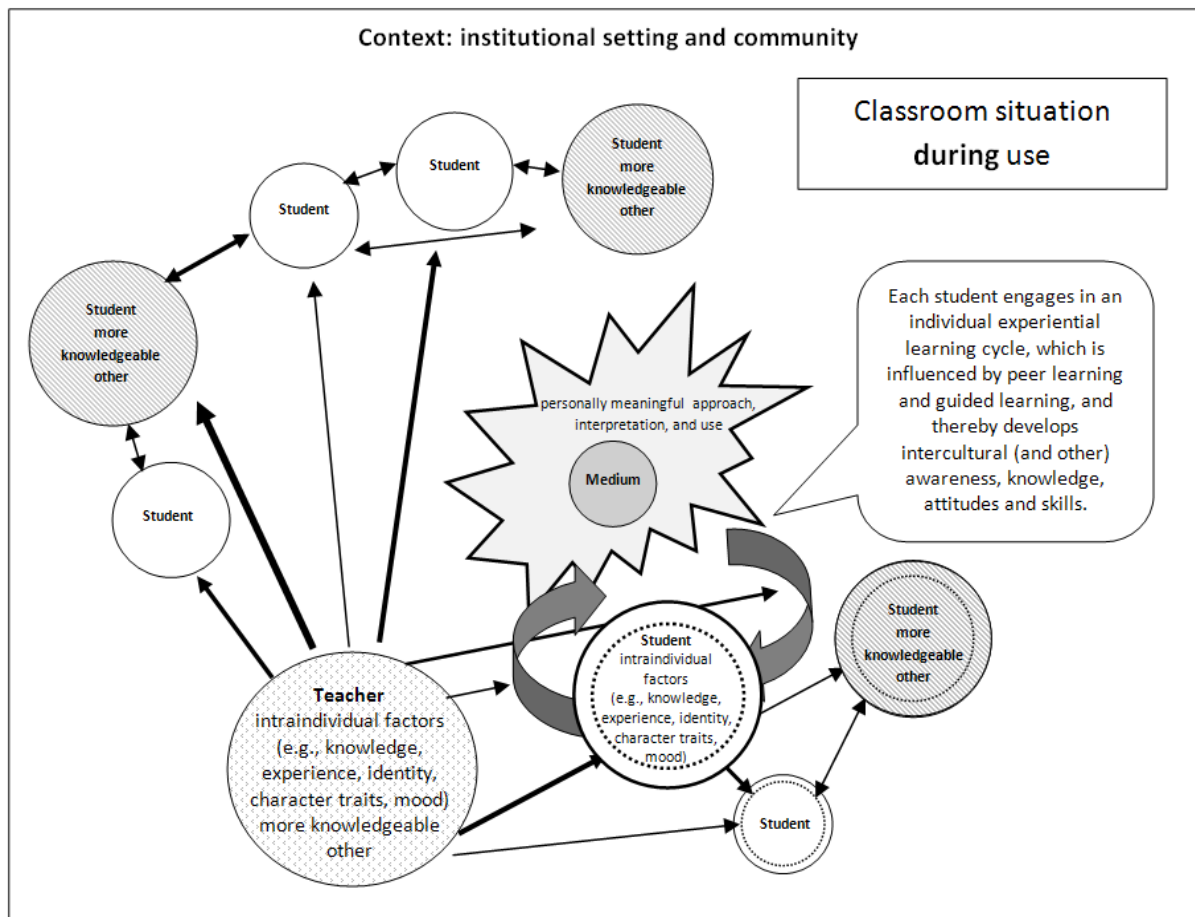 Context: institutional setting and community
Classroom situation
during use
Student
more
knowledgeable
other
Student
Student
Student
more
knowledgeable
other
Student
Each student engages in an
individual experiential
learning cycle, which is
influenced by peer learning
and guided learning, and
thereby develops
intercultural (and other)
awareness, knowledge,
attitudes and skills.
personally meaningful approach,
interpretation, and use
Medium
Student
more
knowledgeable
other
Student
intraindividual
factors
(e.g., knowledge,
experience, identity,
character traits,
mood)
Teacher
intraindividual factors
(e.g., knowledge,
experience, identity,
character traits, mood)
more knowledgeable
other
Student